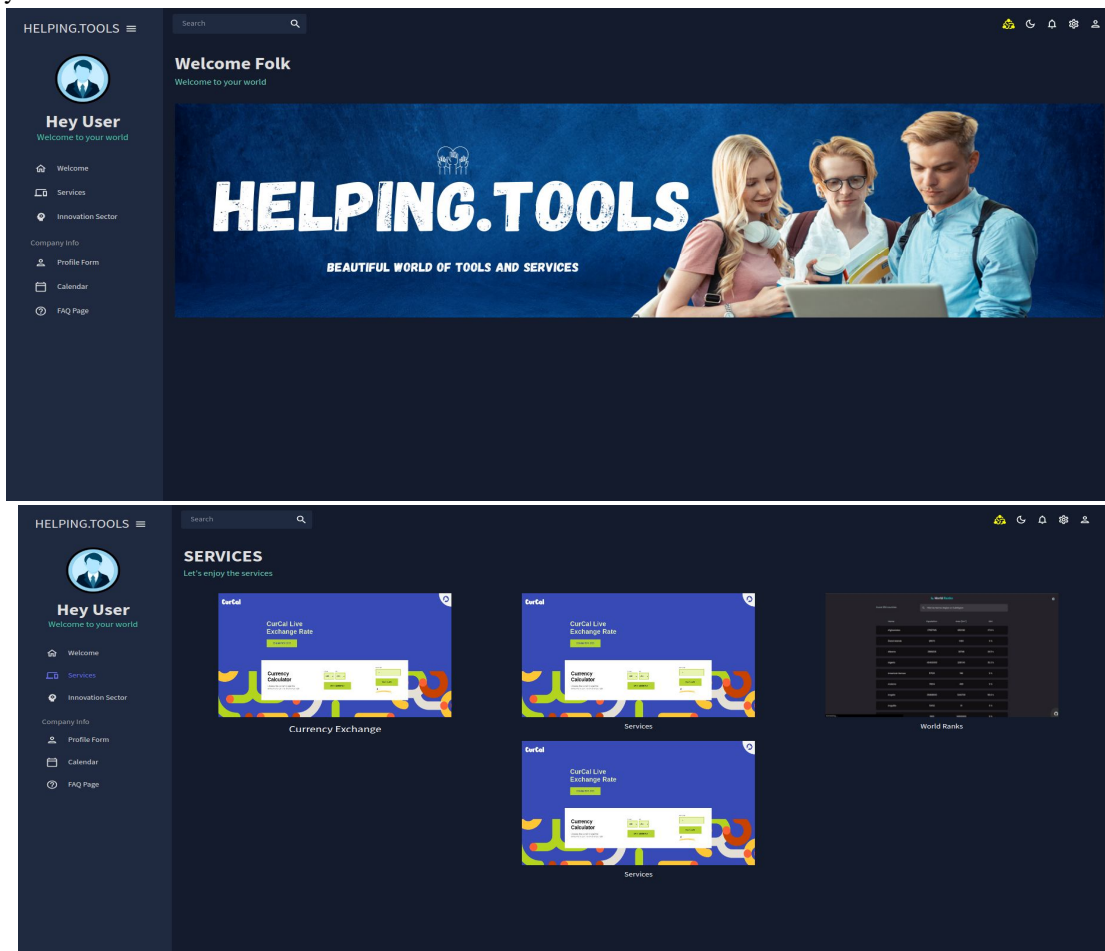 y
HELPING.TOOLS
Search
Hey User
Welcome to your world
Welcome
Services
Innovation Sector
Company Info
Profile Form
Calendar
FAQ Page
Welcome Folk
Welcome to your world
HELPING.TOOLS
BEAUTIFUL WORLD OF TOOLS AND SERVICES
HELPING.TOOLS
Search
Hey User
Welcome to your world
Welcome
Services
Innovation Sector
Company Info
Profile Form
Calendar
FAQ Page
SERVICES
Let's enjoy the services
CurCal
CurCal Live
Exchange Rate
Currency
Calculator
Currency Exchange
CurCal
CurCal Live
Exchange Rate
Currency
Calculator
Services
World Ranks
World Ranks
CurCal
CurCal Live
Exchange Rate
Currency
Calculator
Services